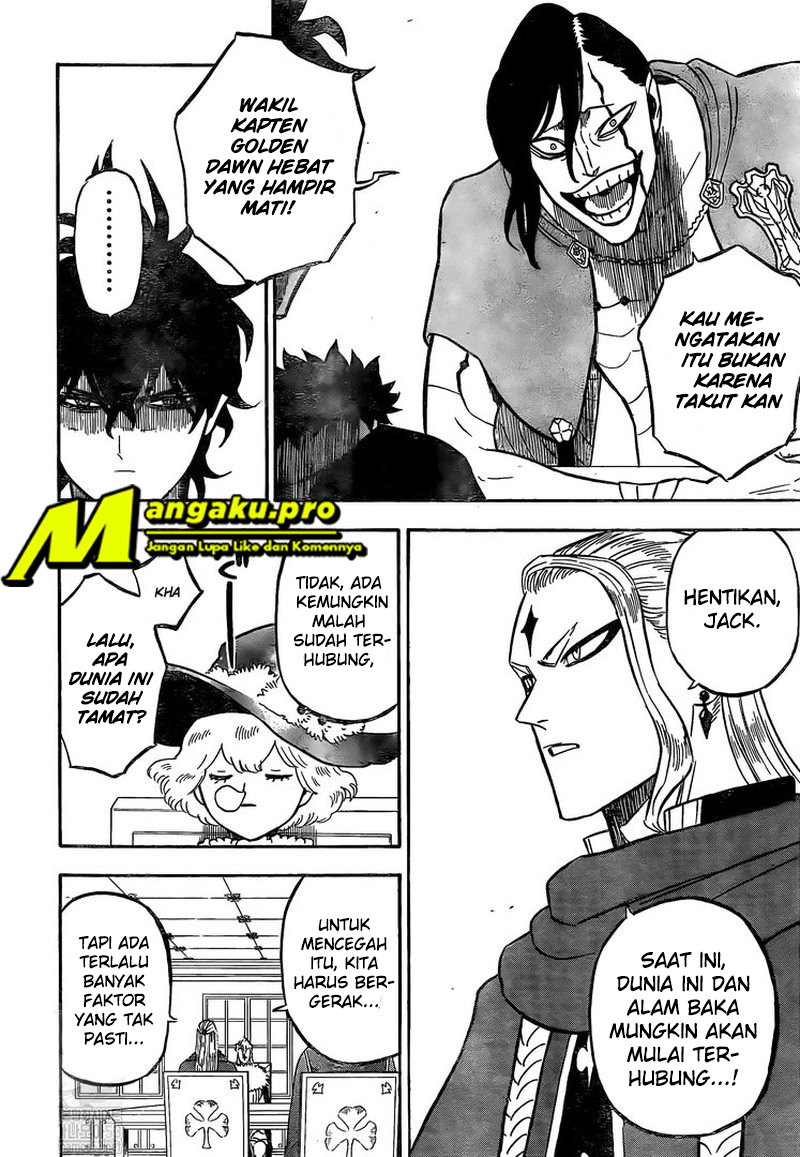 KAU ME-
NGATAKAN
ITU BUKAN
KARENA
TAKUT KAN
WAKIL
KAPTEN
GOLDEN
DAWN HEBAT
YANG HAMPIR
MATI!
.........
HENTIKAN,
JACK.
SAAT INI,
DUNIA INI DAN
ALAM BAKA
MUNGKIN AKAN
MULAI TER-
HUBUNG...!
TIDAK, ADA
KEMUNGKIN
MALAH
SUDAH TER-
HUBUNG,
KHA
LALU,
APA
DUNIA INI
SUDAH
TAMAT?
UNTUK
MENCEGAH
ITU, KITA
HARUS BER-
GERAK...
TAPI ADA
TERLALU
BANYAK
FAKTOR
YANG TAK
PASTI...
Mangaku.pro
Jangan Lupa Like dan Komennya